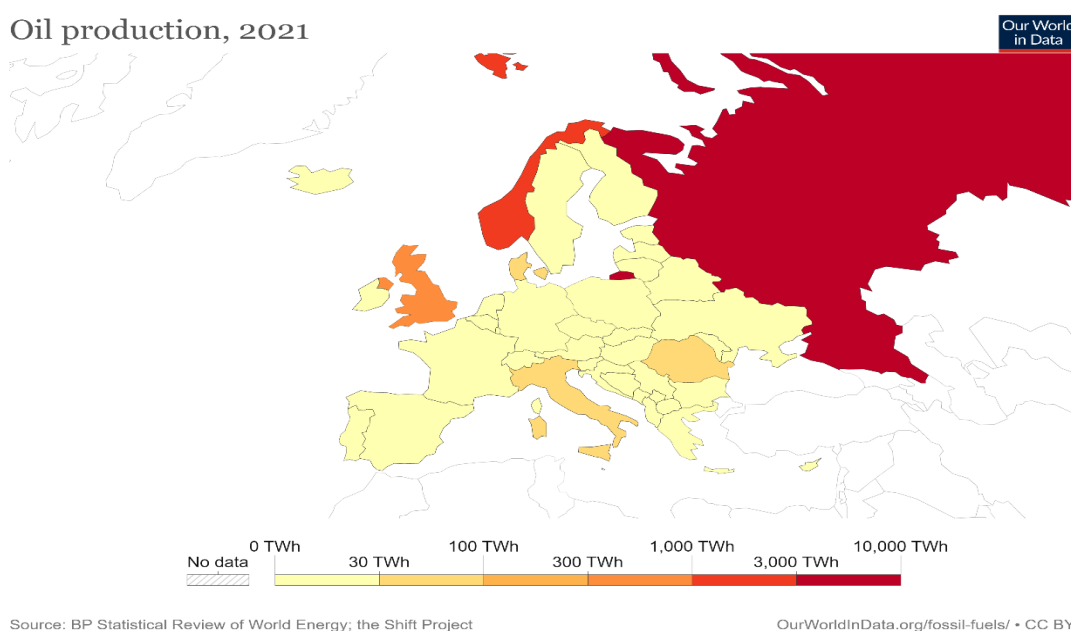 Oil production, 2021
Our World
in Data
0 TWh
100 TWh
1,000 TWh
10,000 TWh
No data
30 TWh
300 TWh
3,000 TWh
Source: BP Statistical Review of World Energy; the Shift Project
OurWorldInData.org/fossil-fuels/ • CC BY